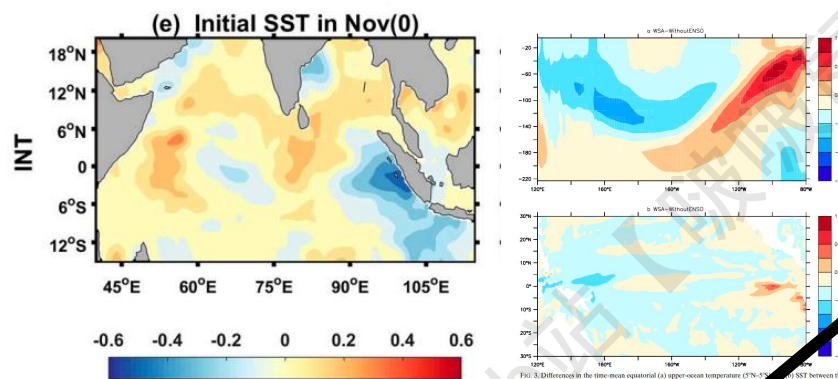 (e) Initial SST in Nov(0)
18°N
12°N
6°N
0
6°S
12°S
INT
45°E
60°E
75°E
90°E
105°E
-0.6
-0.4
-0.2
0
0.2
0.4
0.6
a WSA-WithoutENSO
-20
-60
-100
-140
-180
-220
120°E
160°E
160°W
120°W
80°W
b WSA-WithoutENSO
30°N
20°N
10°N
0°
10°S
20°S
30°S
120°E
160°E
160°W
120°W
80°W
FIG. 3. Differences in the time-mean equatorial (a) upper-ocean temperature (5°N–5°S) (b) SST between